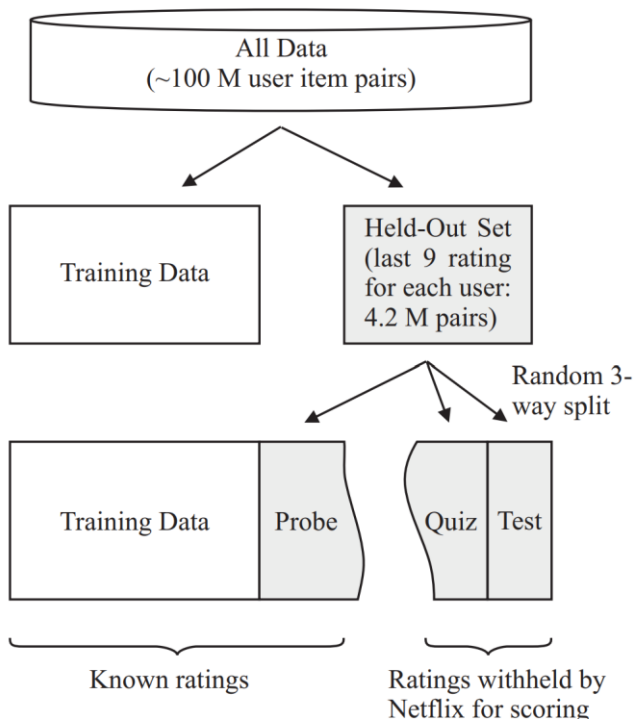 All Data
(~100 M user item pairs)
Training Data
Held-Out Set
(last 9 rating
for each user:
4.2 M pairs)
Random 3-
way split
Training Data
Probe
Quiz
Test
Known ratings
Ratings withheld by
Netflix for scoring